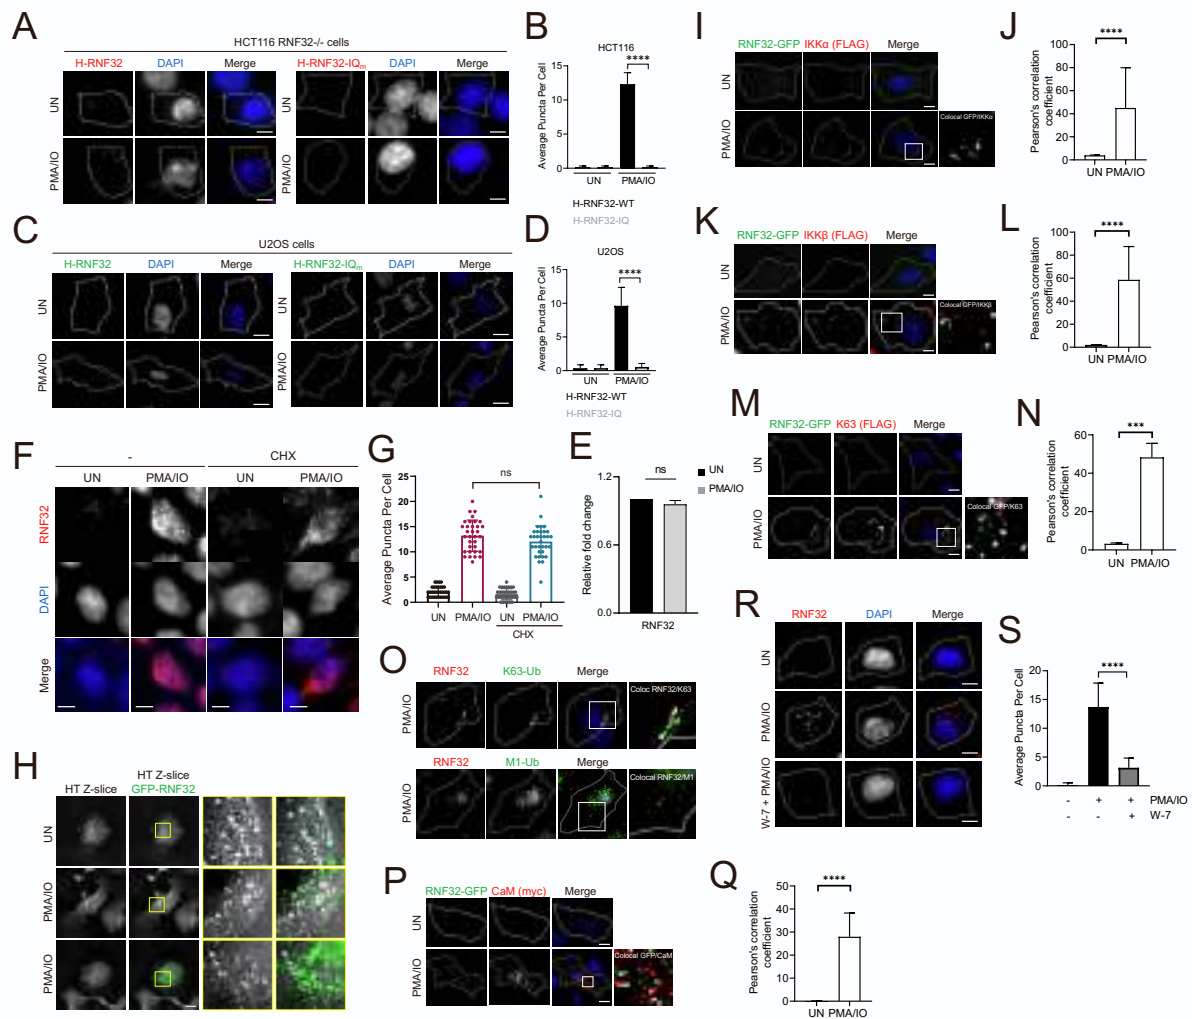 A
HCT116 RNF32-/- cells
H-RNF32 DAPI Merge H-RNF32-IQm DAPI Merge
UN
PMA/IO
B
HCT116
****
Average Puncta Per Cell
15
10
5
0
UN PMA/IO
H-RNF32-WT
H-RNF32-IQ
C
U2OS cells
H-RNF32 DAPI Merge H-RNF32-IQm DAPI Merge
UN
PMA/IO
D
U2OS
****
Average Puncta Per Cell
15
10
5
0
UN PMA/IO
H-RNF32-WT
H-RNF32-IQ
F
- CHX
UN PMA/IO UN PMA/IO
RNF32
DAPI
Merge
G
ns
Average Puncta Per Cell
25
20
15
10
5
0
UN PMA/IO UN PMA/IO
CHX
E
ns
UN
PMA/IO
Relative fold change
1.2
0.6
0.0
RNF32
H
HT Z-slice
HT Z-slice
GFP-RNF32
UN
PMA/IO
PMA/IO
I
RNF32-GFP IKKα (FLAG) Merge
UN
PMA/IO
Colocal GFP/IKKα
J
****
Pearson's correlation
coefficient
100
80
60
40
20
0
UN PMA/IO
K
RNF32-GFP IKKβ (FLAG) Merge
UN
PMA/IO
Colocal GFP/IKKβ
L
****
Pearson's correlation
coefficient
100
80
60
40
20
0
UN PMA/IO
M
RNF32-GFP K63 (FLAG) Merge
UN
PMA/IO
Colocal GFP/K63
N
***
Pearson's correlation
coefficient
60
40
20
0
UN PMA/IO
O
RNF32 K63-Ub Merge
PMA/IO
Coloc RNF32/K63
RNF32 M1-Ub Merge
PMA/IO
Colocal RNF32/M1
P
RNF32-GFP CaM (myc) Merge
UN
PMA/IO
Colocal GFP/CaM
Q
****
Pearson's correlation
coefficient
50
40
30
20
10
0
UN PMA/IO
R
RNF32 DAPI Merge
UN
PMA/IO
W-7 + PMA/IO
S
****
Average Puncta Per Cell
20
15
10
5
0
- + + PMA/IO
- - + W-7